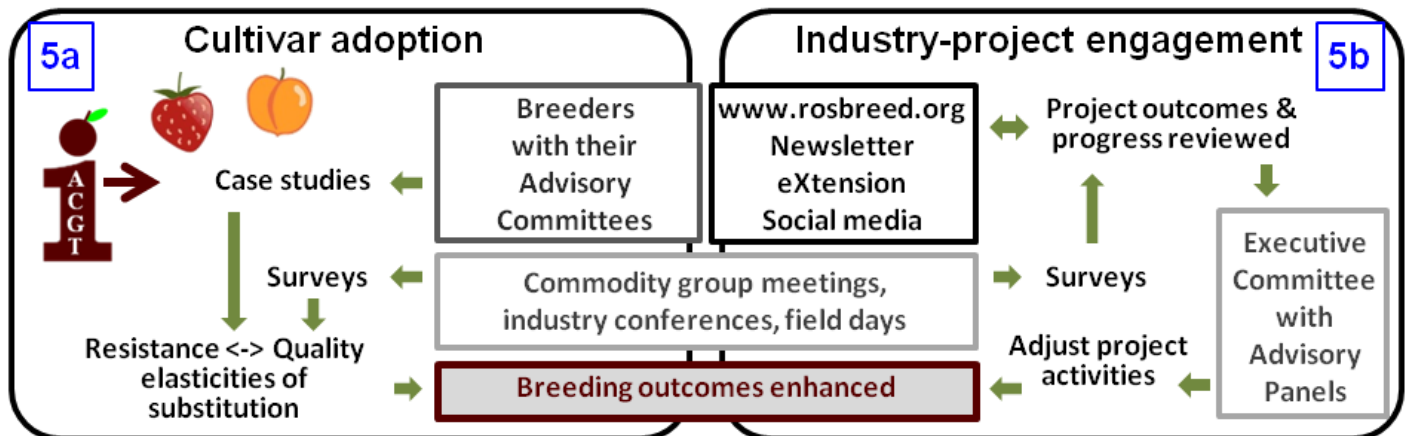 5a
Cultivar adoption
A
C
G
T
Case studies
Surveys
Resistance <-> Quality
elasticities of
substitution
Breeders
with their
Advisory
Committees
www.rosbreed.org
Newsletter
eXtension
Social media
Commodity group meetings,
industry conferences, field days
Breeding outcomes enhanced
Industry-project engagement
5b
Project outcomes &
progress reviewed
Surveys
Adjust project
activities
Executive
Committee
with
Advisory
Panels